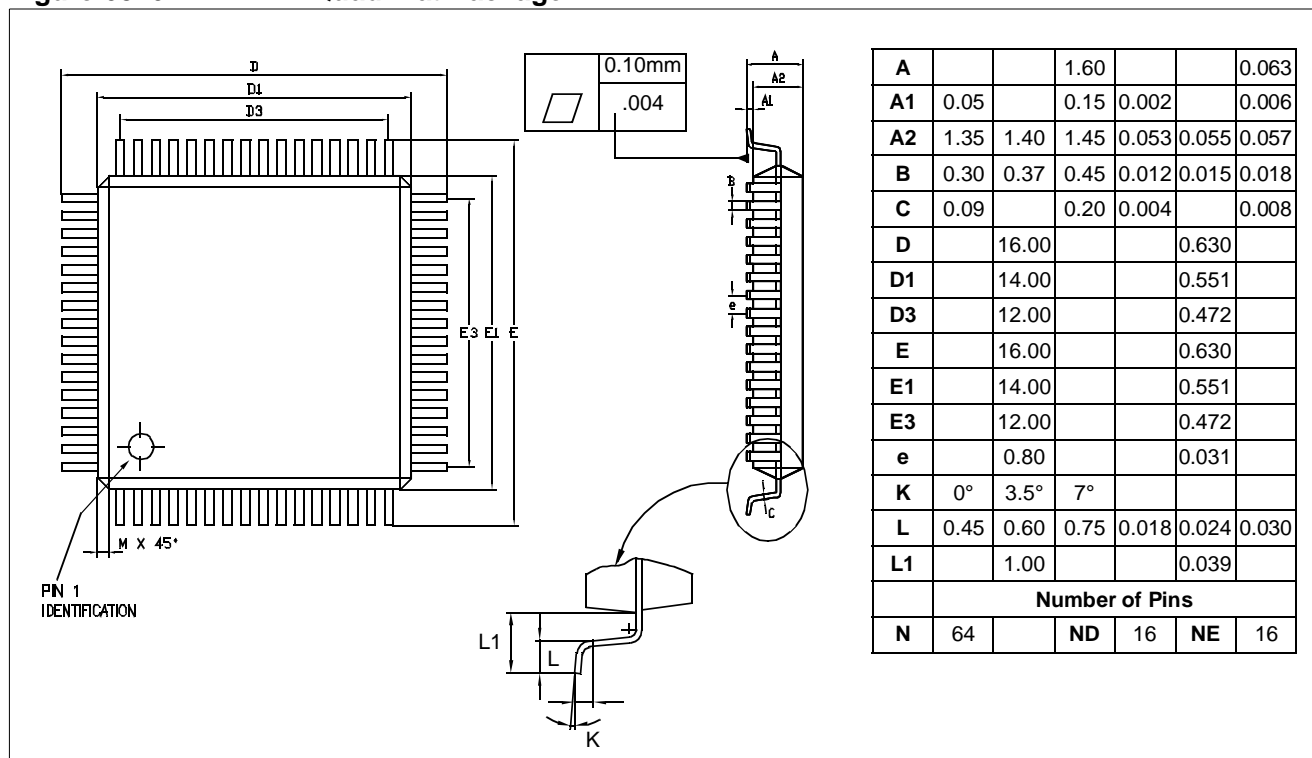 D
D1
D3
E3 E1 E
M X 45°
PIN 1
IDENTIFICATION
0.10mm
.004
A
A2
A1
B
e
C
L1
L
K
A 1.60 0.063
A1 0.05 0.15 0.002 0.006
A2 1.35 1.40 1.45 0.053 0.055 0.057
B 0.30 0.37 0.45 0.012 0.015 0.018
C 0.09 0.20 0.004 0.008
D 16.00 0.630
D1 14.00 0.551
D3 12.00 0.472
E 16.00 0.630
E1 14.00 0.551
E3 12.00 0.472
e 0.80 0.031
K 0° 3.5° 7°
L 0.45 0.60 0.75 0.018 0.024 0.030
L1 1.00 0.039
Number of Pins
N 64 ND 16 NE 16